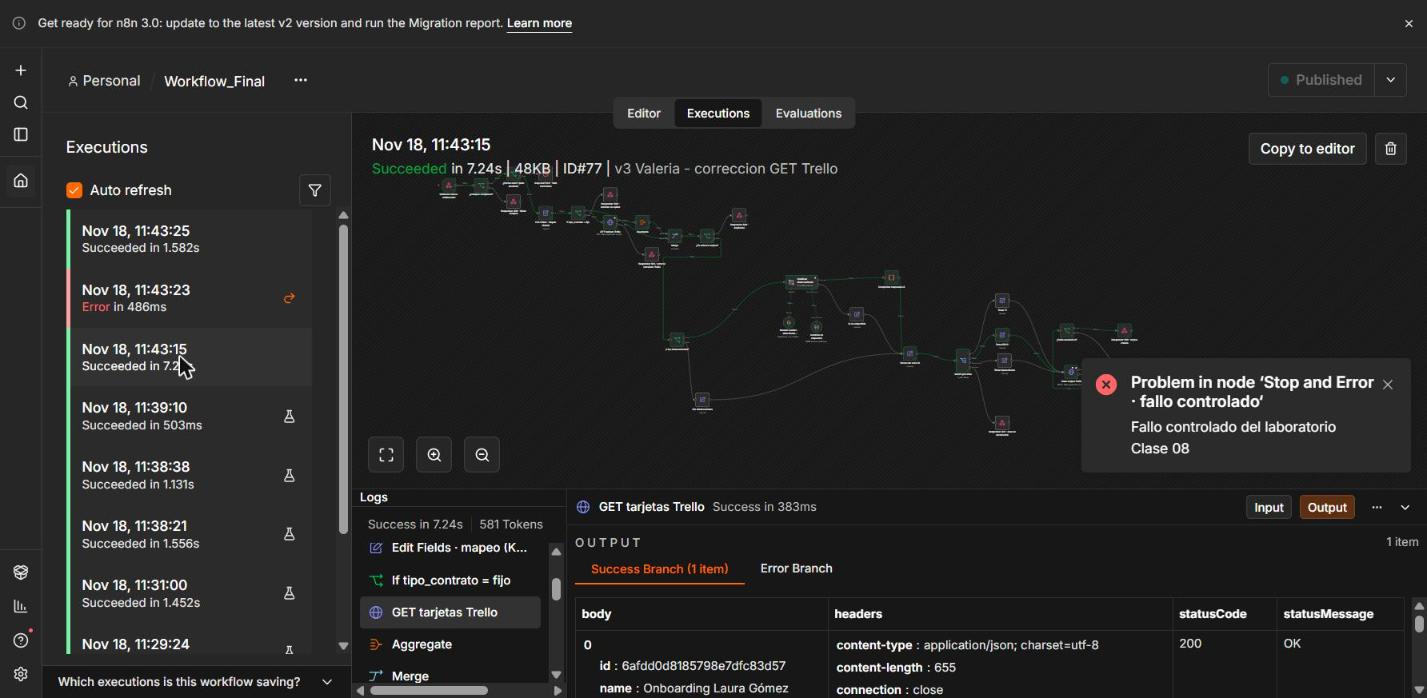 Get ready for n8n 3.0: update to the latest v2 version and run the Migration report. Learn more
Personal / Workflow_Final
Published
Editor
Executions
Evaluations
Executions
Auto refresh
Nov 18, 11:43:25
Succeeded in 1.582s
Nov 18, 11:43:23
Error in 486ms
Nov 18, 11:43:15
Succeeded in 7.2
Nov 18, 11:39:10
Succeeded in 503ms
Nov 18, 11:38:38
Succeeded in 1.131s
Nov 18, 11:38:21
Succeeded in 1.556s
Nov 18, 11:31:00
Succeeded in 1.452s
Nov 18, 11:29:24
Which executions is this workflow saving?
Nov 18, 11:43:15
Succeeded in 7.24s | 48KB | ID#77 | v3 Valeria - correccion GET Trello
Copy to editor
Problem in node ‘Stop and Error
· fallo controlado‘
Fallo controlado del laboratorio
Clase 08
Logs
Success in 7.24s | 581 Tokens
Edit Fields · mapeo (K...
If tipo_contrato = fijo
GET tarjetas Trello
Aggregate
Merge
GET tarjetas Trello Success in 383ms
Input
Output
OUTPUT
1 item
Success Branch (1 item)
Error Branch
body
headers
statusCode
statusMessage
0
id : 6afdd0d8185798e7dfc83d57
name : Onboarding Laura Gómez
content-type : application/json; charset=utf-8
content-length : 655
connection : close
200
OK